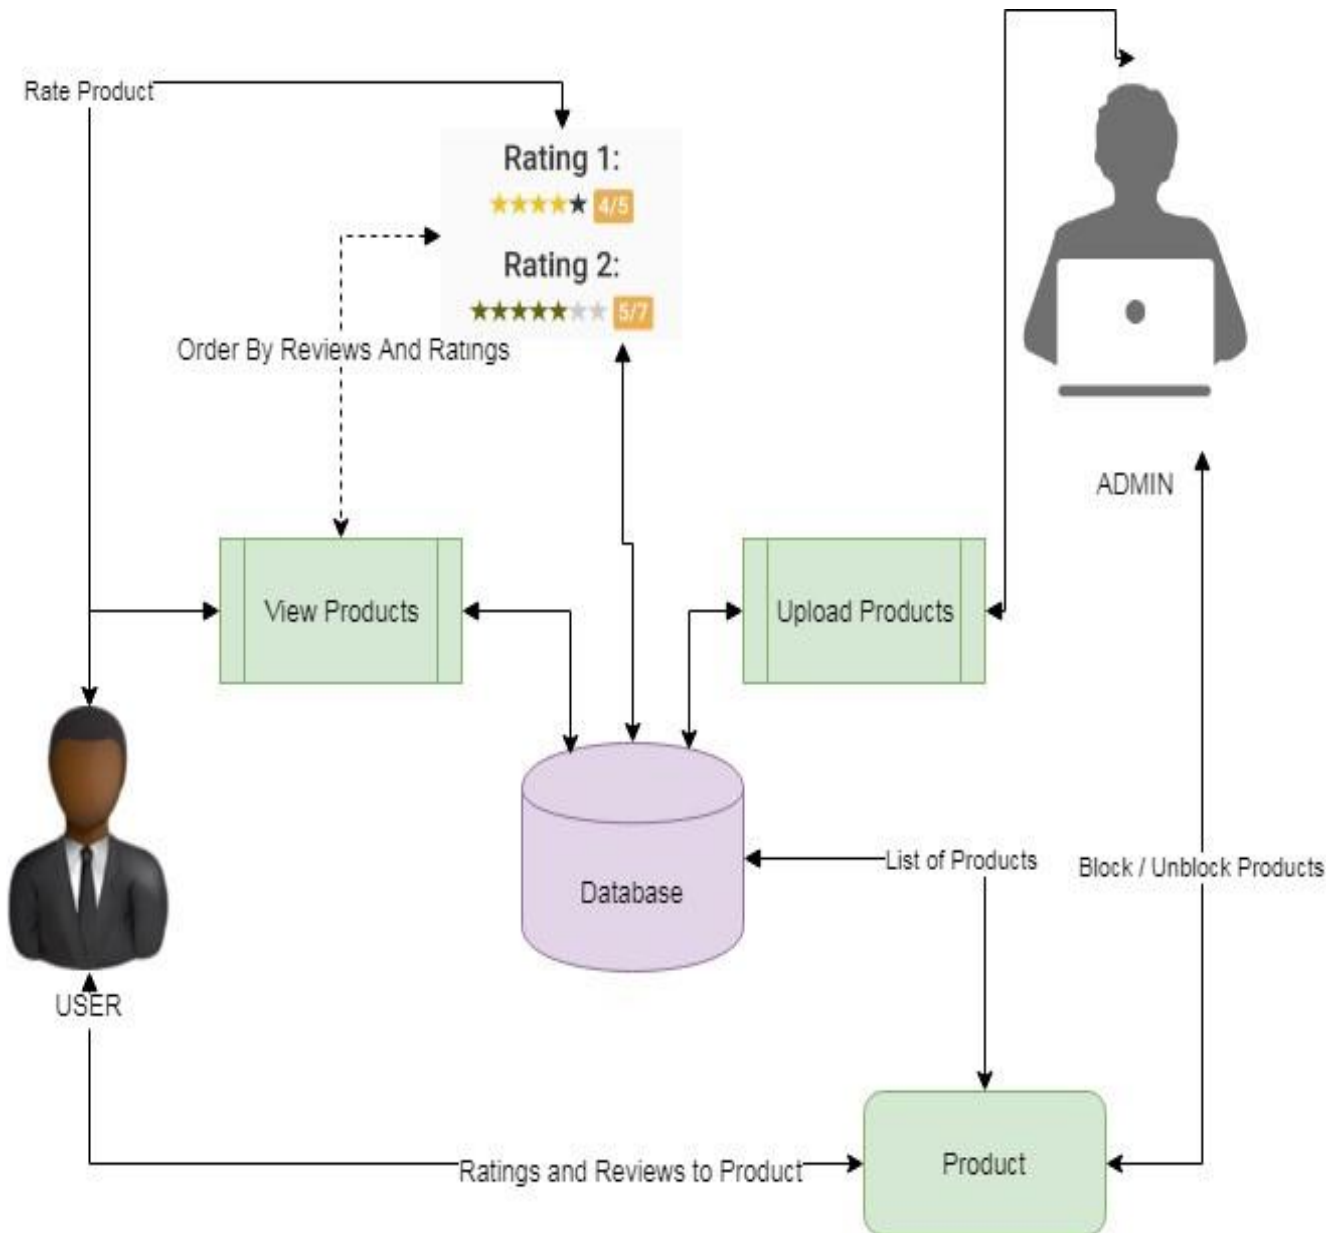 Rate Product
Rating 1:
4/5
Rating 2:
5/7
Order By Reviews And Ratings
ADMIN
View Products
Upload Products
Database
List of Products
Block / Unblock Products
USER
Ratings and Reviews to Product
Product